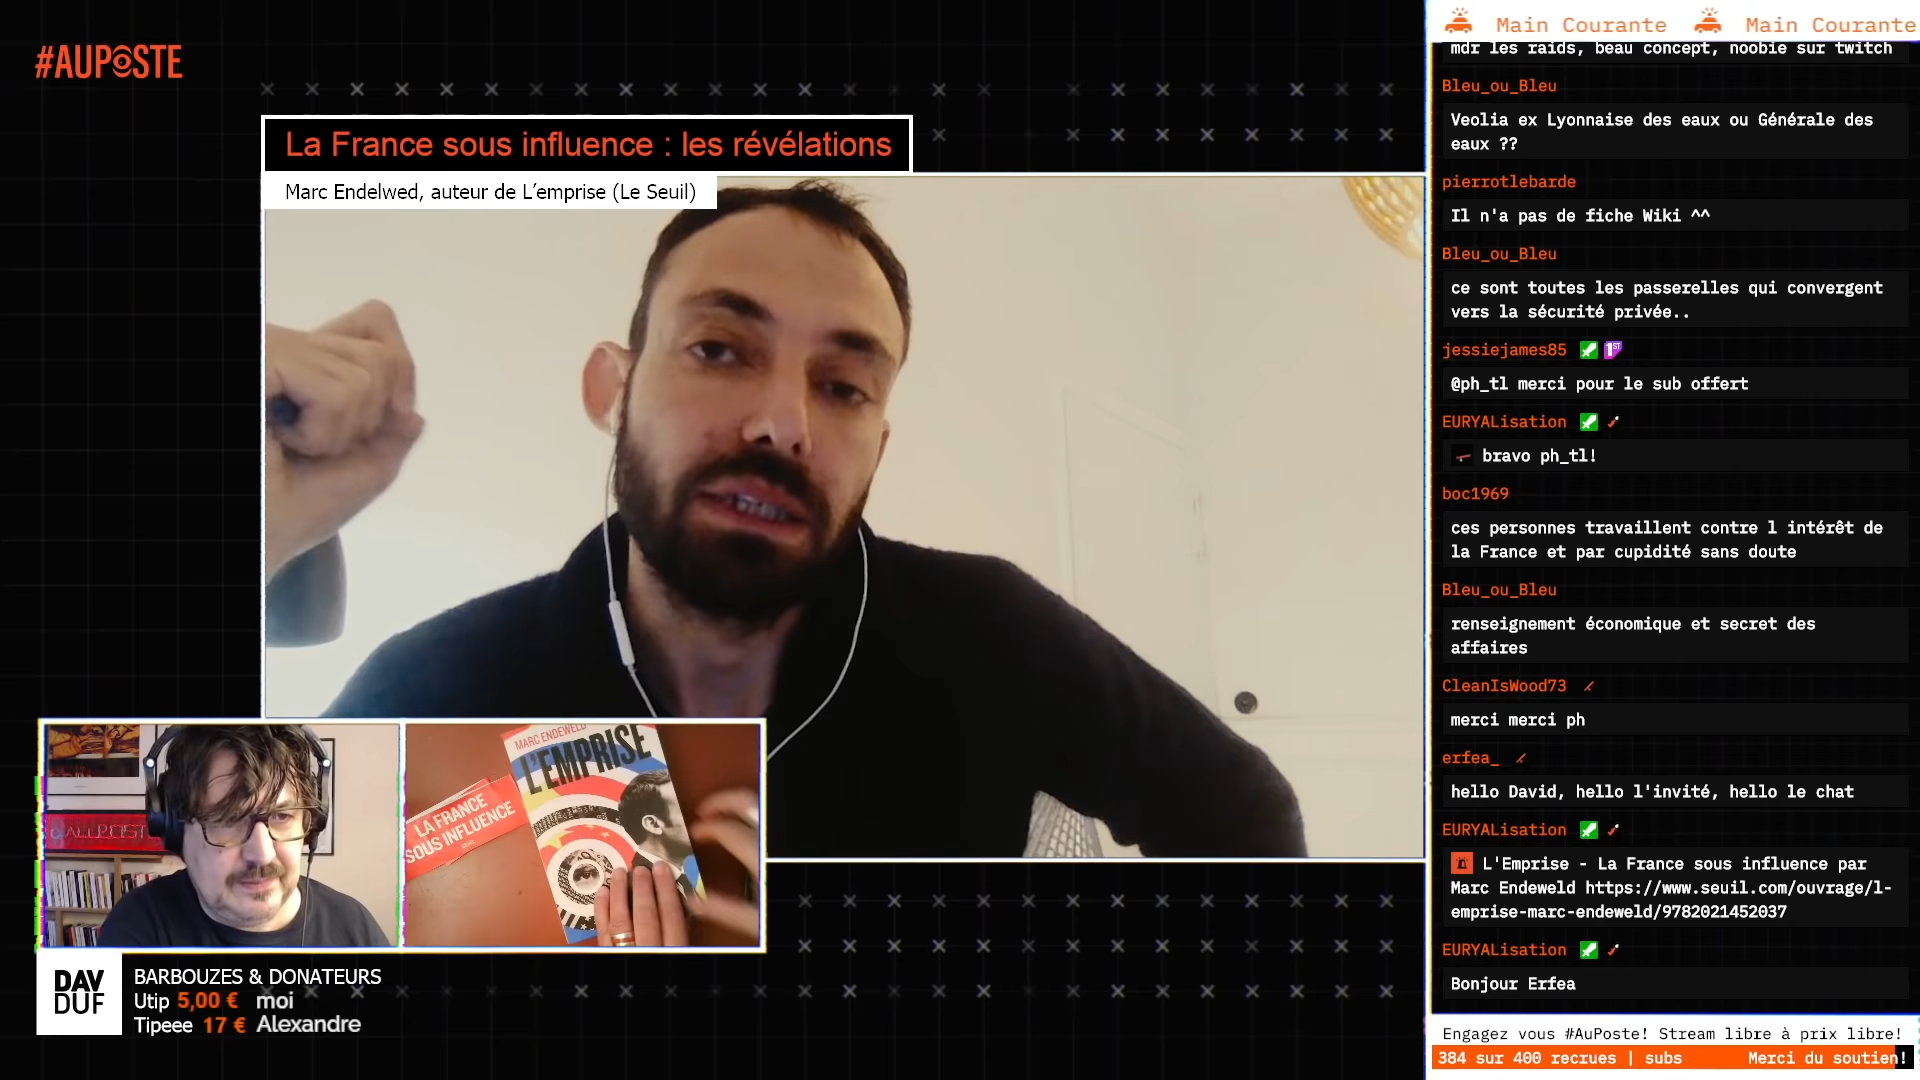 #AUPOSTE
La France sous influence : les révélations
Marc Endelwed, auteur de L’emprise (Le Seuil)
MARC ENDEWELD
L'EMPRISE
LA FRANCE
SOUS INFLUENCE
DAV
DUF
BARBOUZES & DONATEURS
Utip 5,00 € moi
Tipeee 17 € Alexandre
Main Courante Main Courante
mdr les raids, beau concept, noobie sur twitch
Bleu_ou_Bleu
Veolia ex Lyonnaise des eaux ou Générale des
eaux ??
pierrotlebarde
Il n'a pas de fiche Wiki ^^
Bleu_ou_Bleu
ce sont toutes les passerelles qui convergent
vers la sécurité privée..
jessiejames85
@ph_tl merci pour le sub offert
EURYALisation
bravo ph_tl!
boc1969
ces personnes travaillent contre l intérêt de
la France et par cupidité sans doute
Bleu_ou_Bleu
renseignement économique et secret des
affaires
CleanIsWood73
merci merci ph
erfea_
hello David, hello l'invité, hello le chat
EURYALisation
L'Emprise - La France sous influence par
Marc Endeweld https://www.seuil.com/ouvrage/l-
emprise-marc-endeweld/9782021452037
EURYALisation
Bonjour Erfea
Engagez vous #AuPoste! Stream libre à prix libre!
384 sur 400 recrues | subs Merci du soutien!